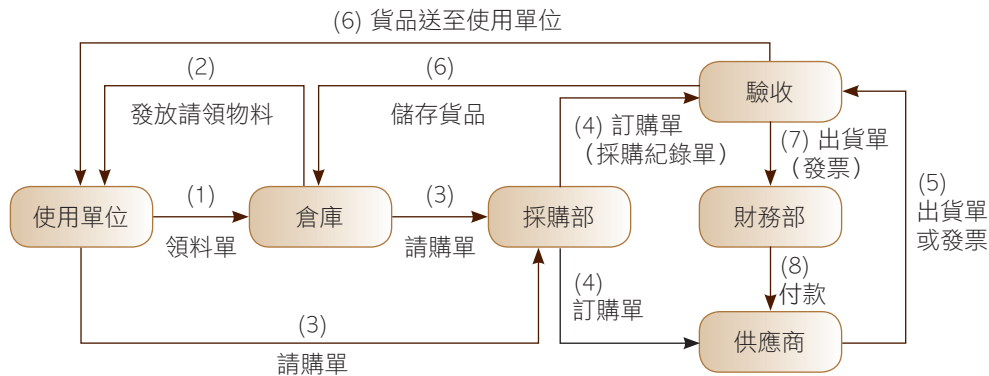 (6) 貨品送至使用單位
(2)
發放請領物料
(6)
儲存貨品
驗收
(4) 訂購單
（採購紀錄單）
(7) 出貨單
（發票）
(5)
出貨單
或發票
使用單位
(1)
領料單
倉庫
(3)
請購單
採購部
財務部
(4)
訂購單
(8)
付款
(3)
請購單
供應商